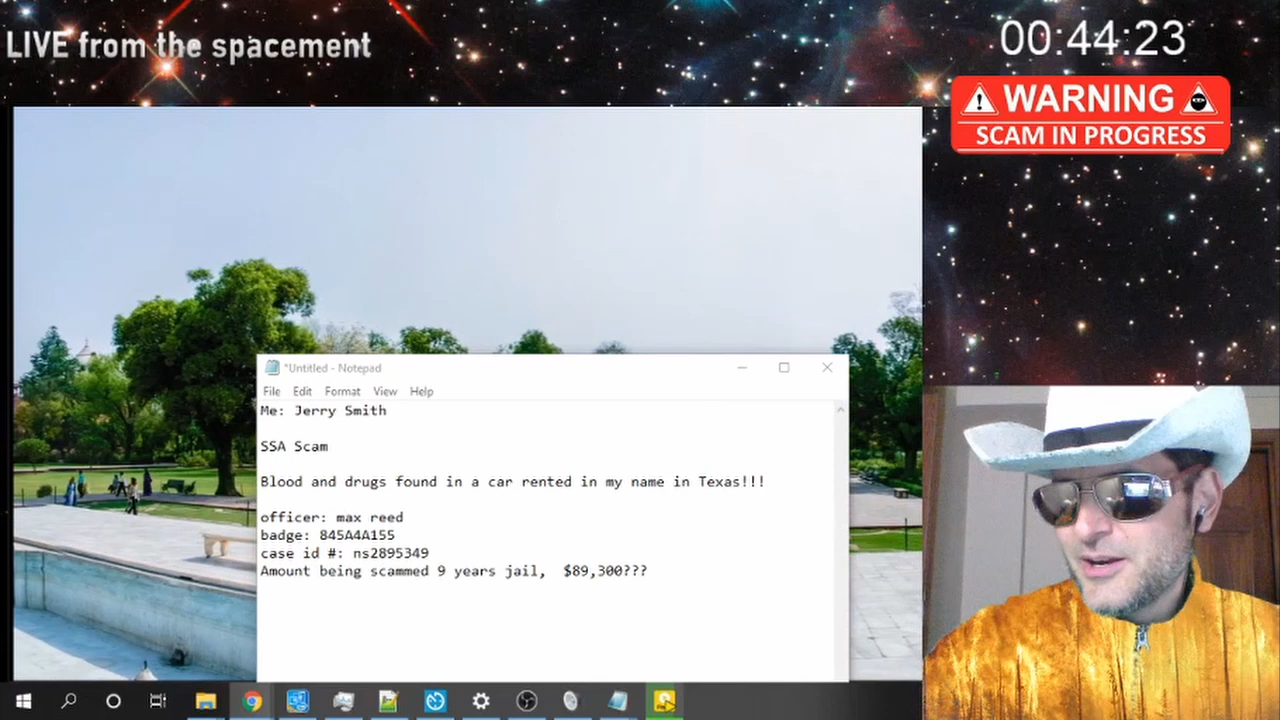 LIVE from the spacement
00:44:23
WARNING
SCAM IN PROGRESS
*Untitled - Notepad
File Edit Format View Help
Me: Jerry Smith
SSA Scam
Blood and drugs found in a car rented in my name in Texas!!!
officer: max reed
badge: 845A4A155
case id #: ns2895349
Amount being scammed 9 years jail,  $89,300???